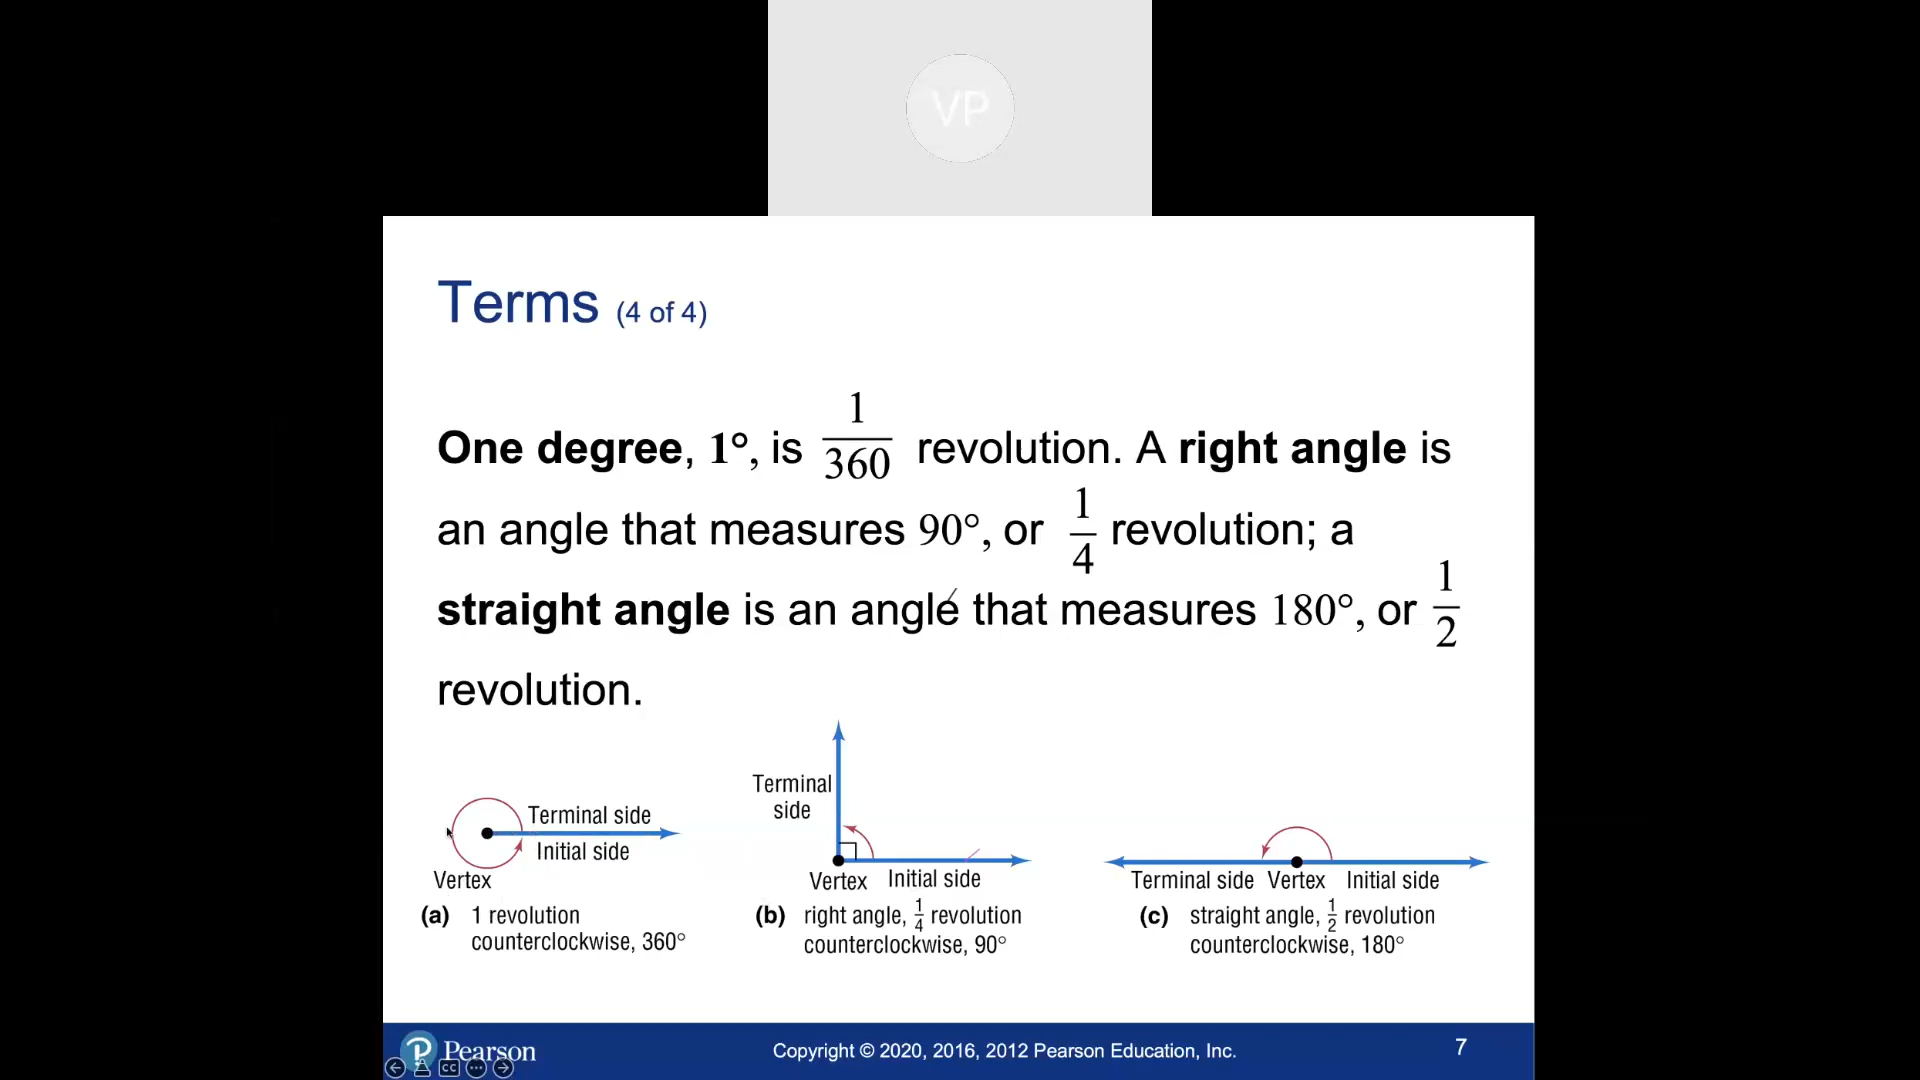 VP
Terms (4 of 4)
One degree, 1°, is 1/360 revolution. A right angle is
an angle that measures 90°, or 1/4 revolution; a
straight angle is an angle that measures 180°, or 1/2
revolution.
Terminal side
Initial side
Vertex
(a) 1 revolution
counterclockwise, 360°
Terminal
side
Vertex Initial side
(b) right angle, 1/4 revolution
counterclockwise, 90°
Terminal side Vertex Initial side
(c) straight angle, 1/2 revolution
counterclockwise, 180°
P Pearson
CC
Copyright © 2020, 2016, 2012 Pearson Education, Inc.
7